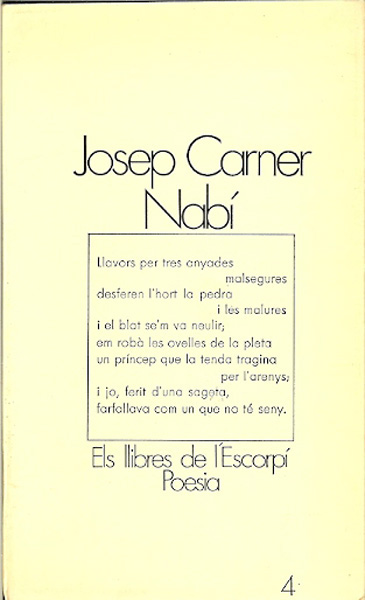 Josep Carner
Nabí
Llavors per tres anyades
malsegures
desferen l'hort la pedra
i les malures
i el blat se'm va neulir;
em robà les ovelles de la pleta
un príncep que la tenda tragina
per l'arenys;
i jo, ferit d'una sageta,
farfallava com un que no té seny.
Els llibres de l'Escorpí
Poesia
4